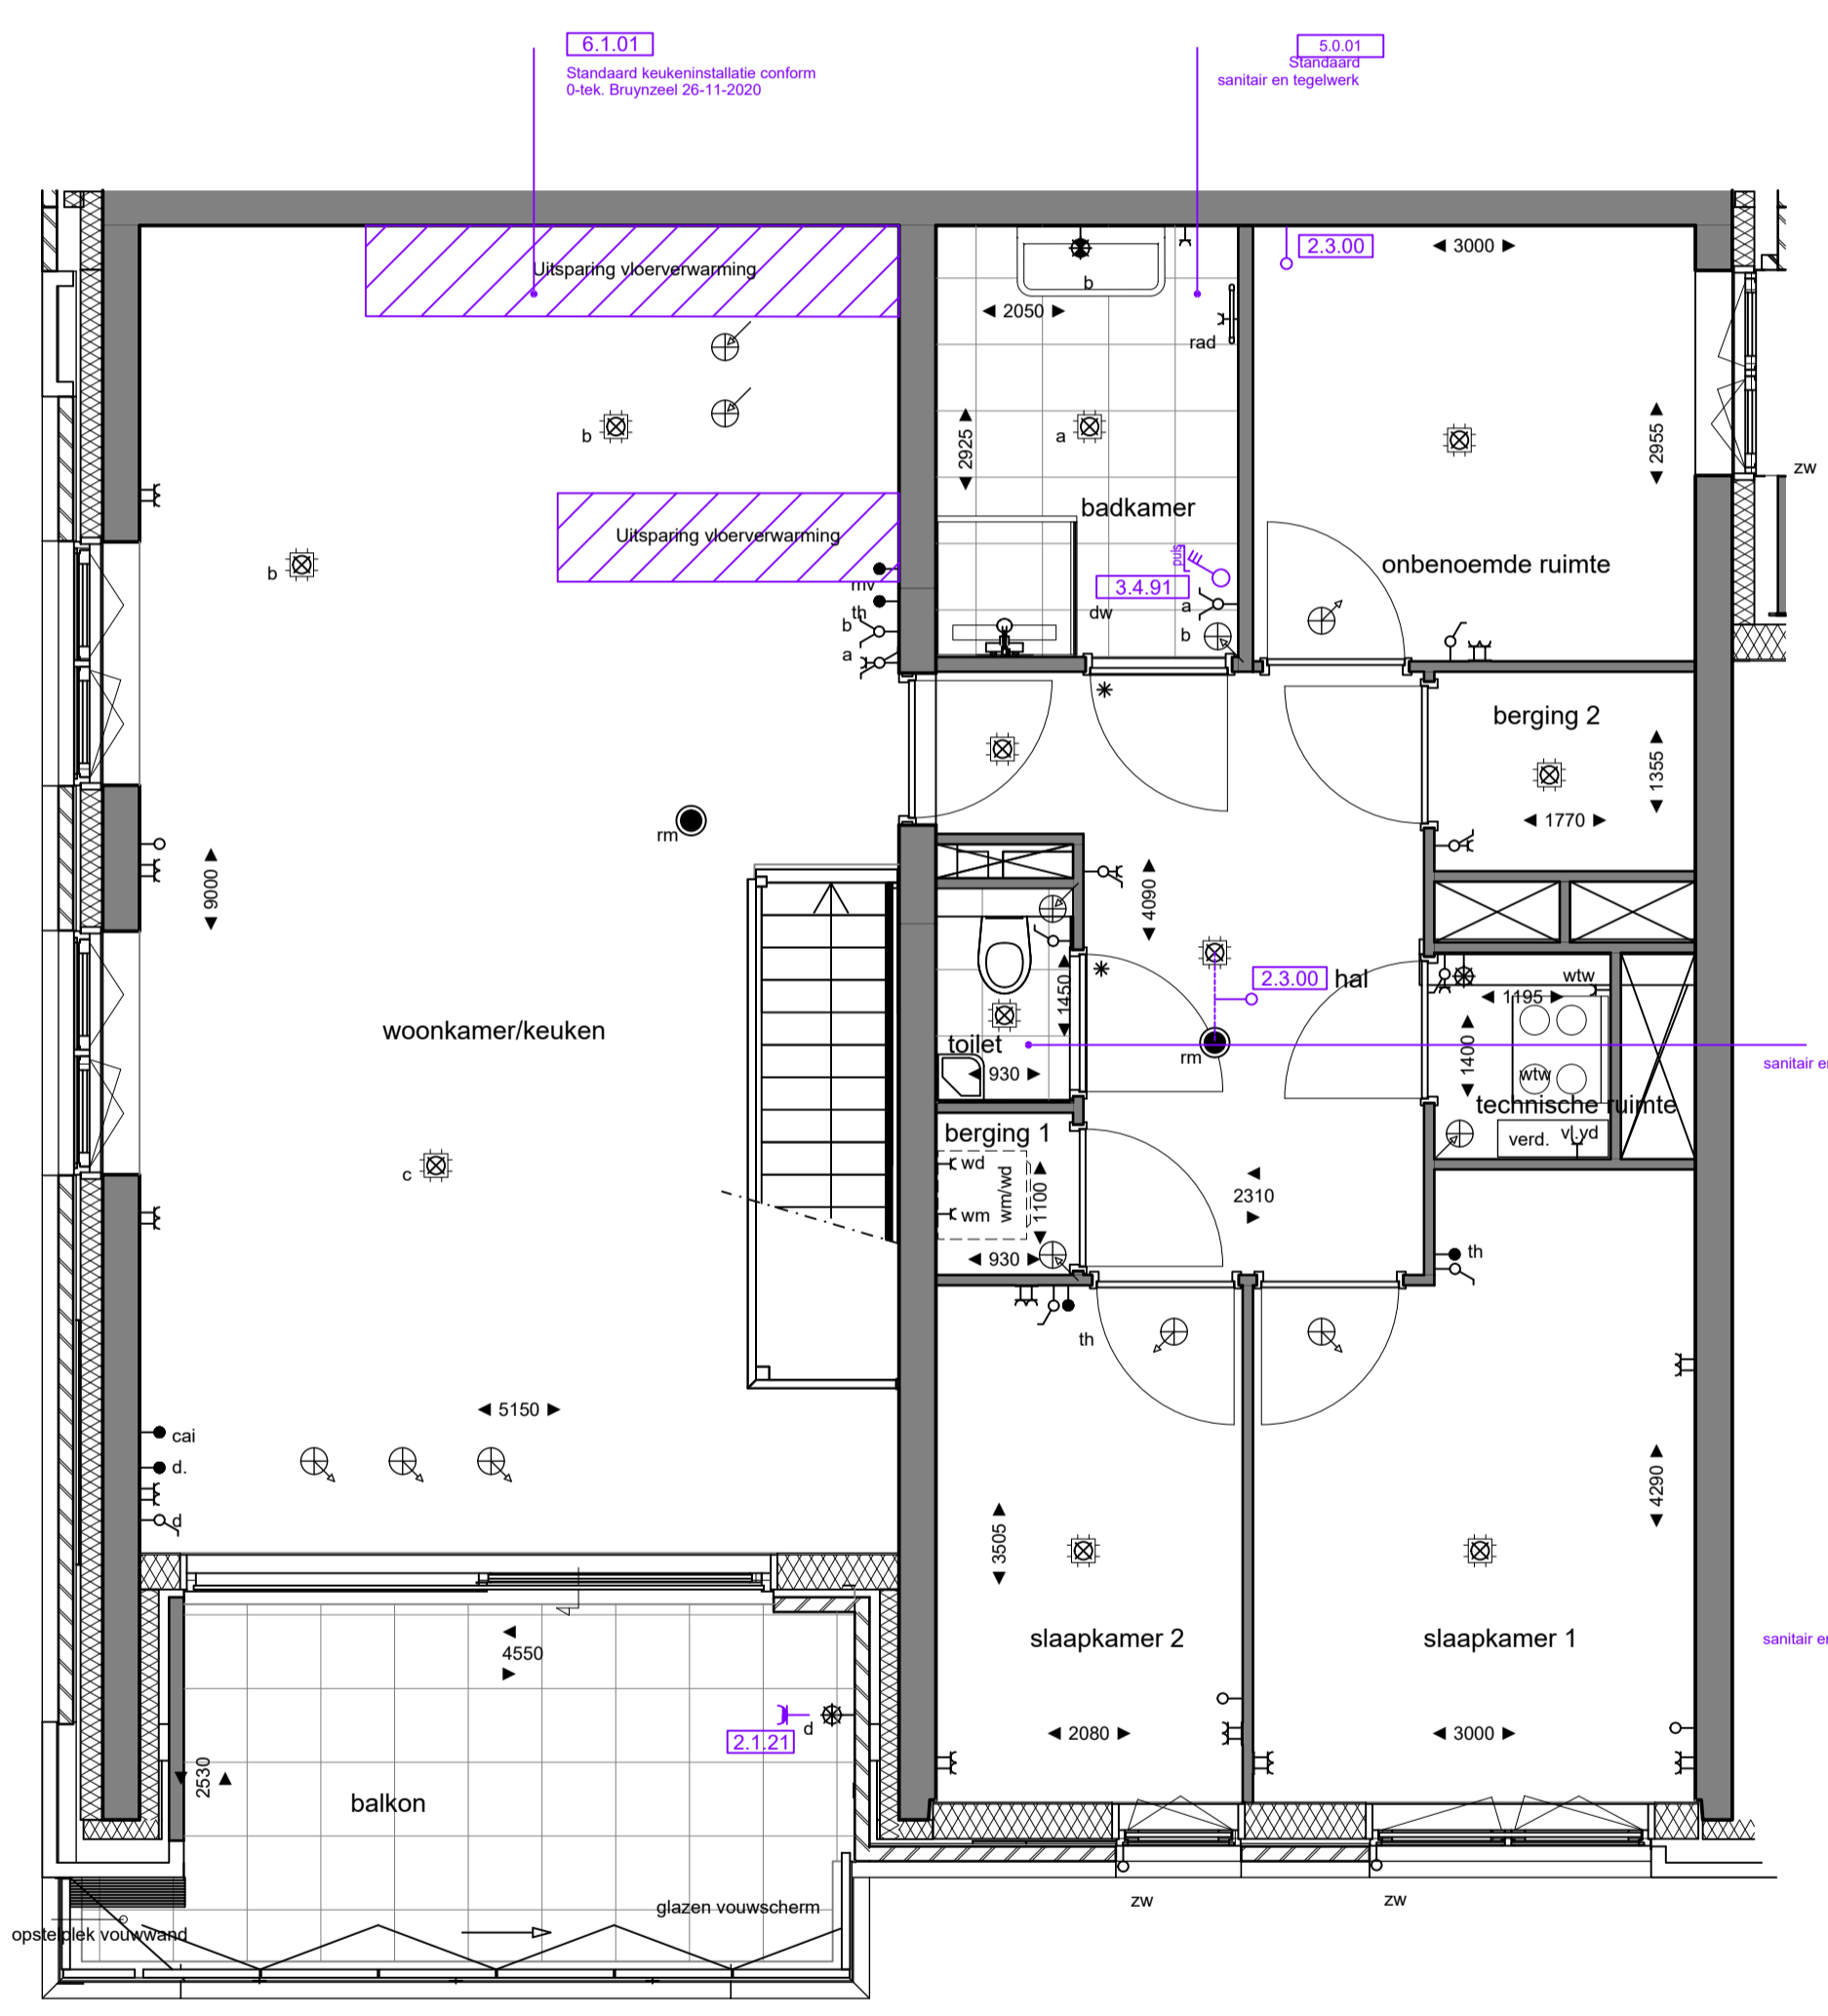 6.1.01
Standaard keukeninstallatie conform
0-tek. Bruynzeel 26-11-2020
5.0.01
Standaard
sanitair en tegelwerk
Uitsparing vloerverwarming
b
2050
rad
2.3.00
3000
b
2925
a
2955
zw
badkamer
Uitsparing vloerverwarming
b
onbenoemde ruimte
puls
3.4.91
mv
th
b
a
dw
a
b
berging 2
1355
1770
rm
9000
4090
2.3.00
hal
wtw
1195
1450
woonkamer/keuken
toilet
930
rm
1400
wtw
sanitair en
technische ruimte
verd.
vl.vd
berging 1
wd
wm/wd
wm
1100
930
c
2310
th
th
5150
cai
d.
d
3505
4290
slaapkamer 2
slaapkamer 1
sanitair en
4550
d
2.1.21
2080
3000
2530
balkon
glazen vouwscherm
zw
zw
opstelplek vouwwand